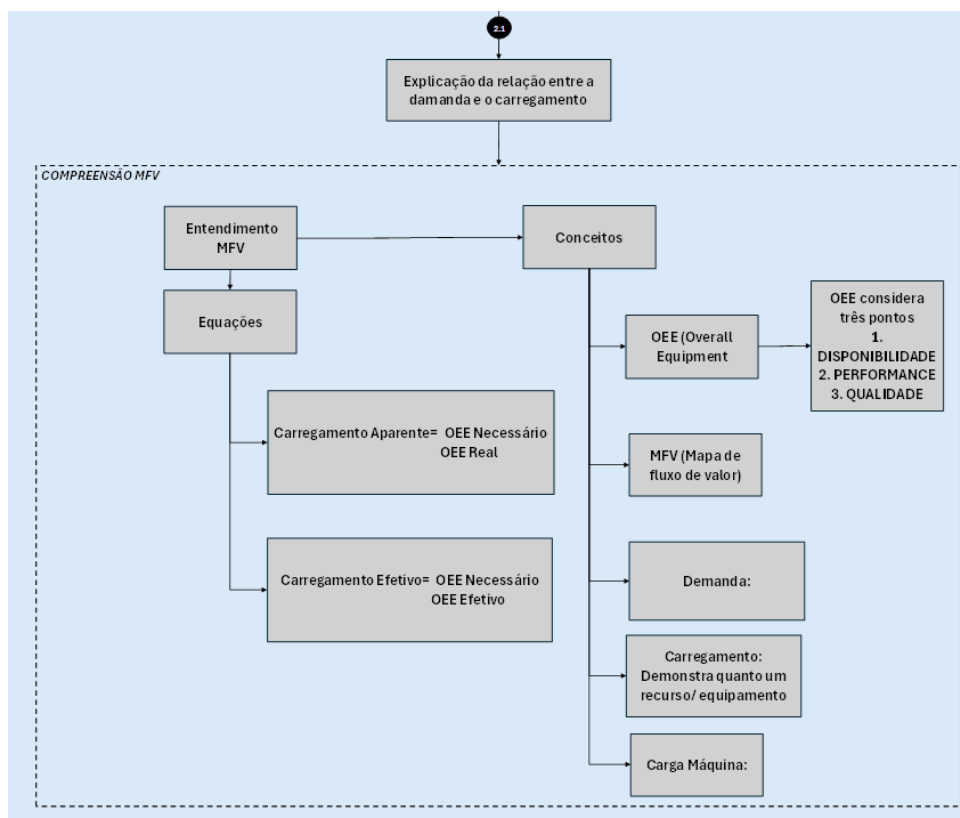 2.1
Explicação da relação entre a
damanda e o carregamento
COMPREENSÃO MFV
Entendimento
MFV
Conceitos
Equações
OEE (Overall
Equipment
OEE considera
três pontos
1.
DISPONIBILIDADE
2. PERFORMANCE
3. QUALIDADE
Carregamento Aparente= OEE Necessário
OEE Real
MFV (Mapa de
fluxo de valor)
Carregamento Efetivo= OEE Necessário
OEE Efetivo
Demanda:
Carregamento:
Demonstra quanto um
recurso/ equipamento
Carga Máquina: